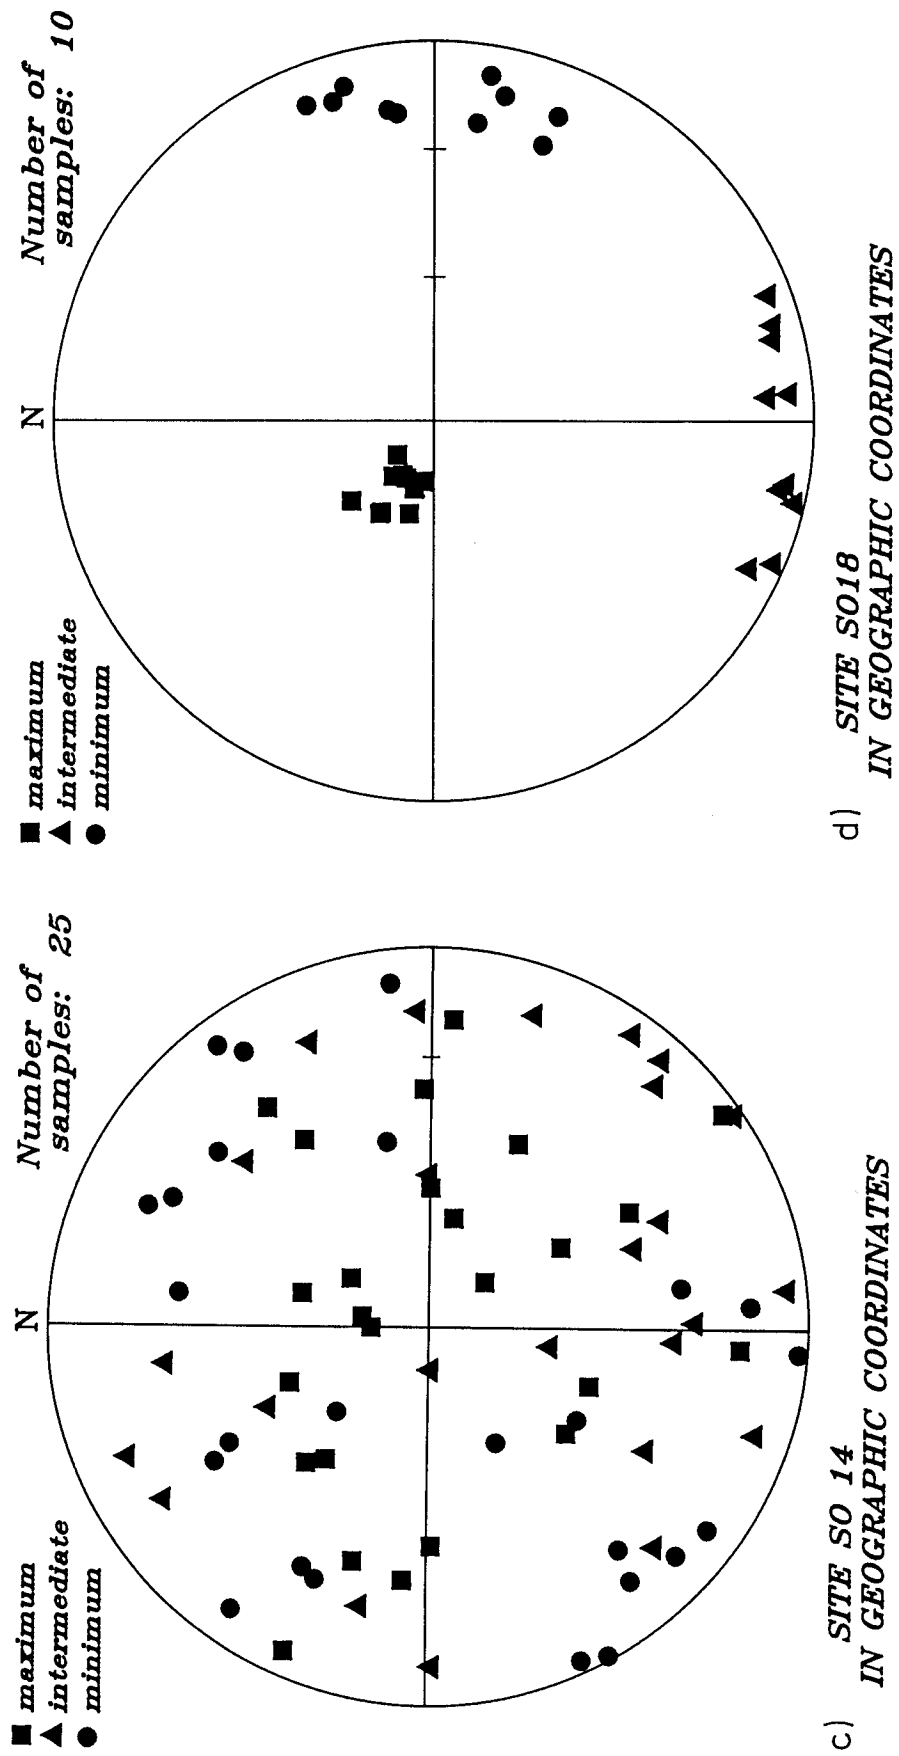 maximum
intermediate
minimum
Number of
samples: 25
N
c)
SITE SO 14
IN GEOGRAPHIC COORDINATES
maximum
intermediate
minimum
Number of
samples: 10
N
d)
SITE SO18
IN GEOGRAPHIC COORDINATES